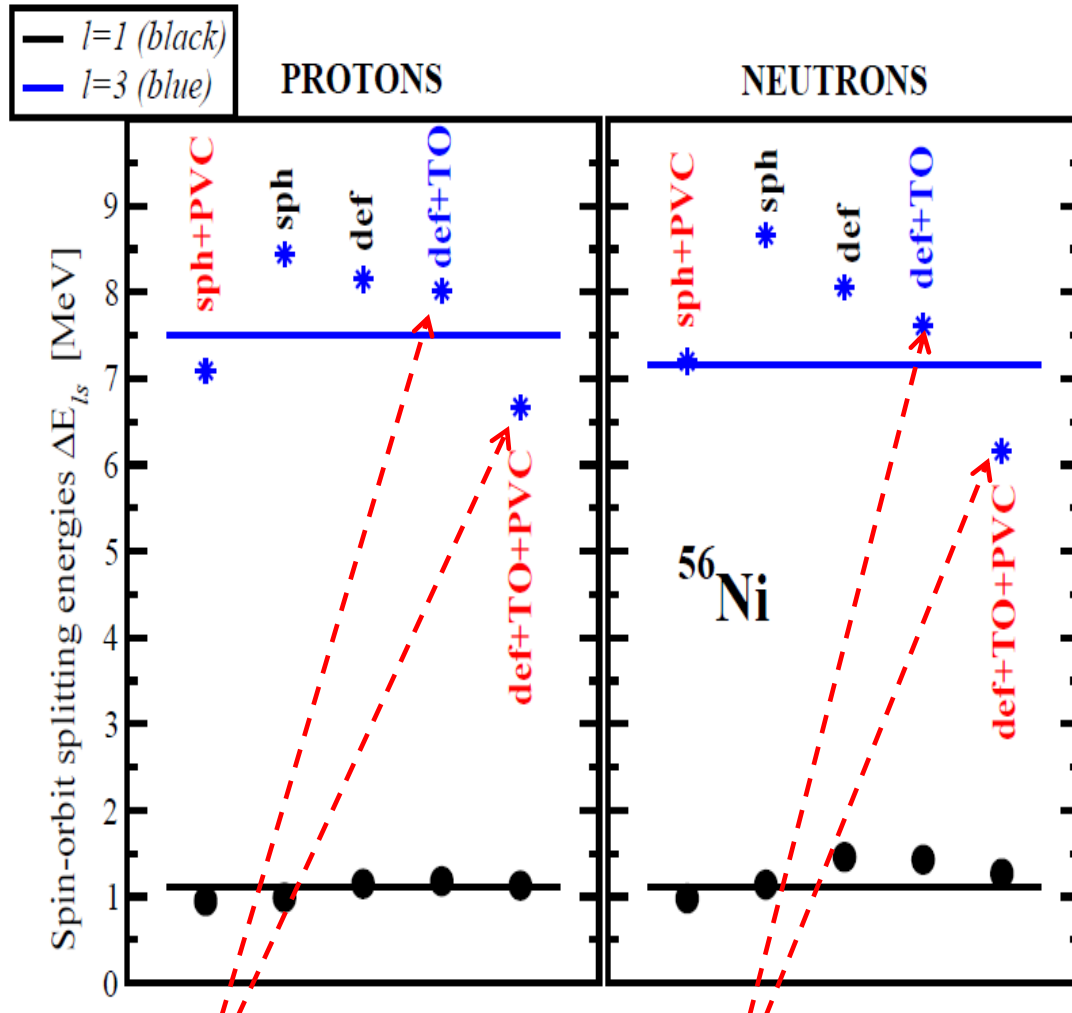 l=1 (black)
l=3 (blue)
PROTONS
NEUTRONS
Spin-orbit splitting energies ΔE_ls [MeV]
9
8
7
6
5
4
3
2
1
0
sph+PVC
sph
def
def+TO
def+TO+PVC
sph+PVC
sph
def
def+TO
def+TO+PVC
⁵⁶Ni